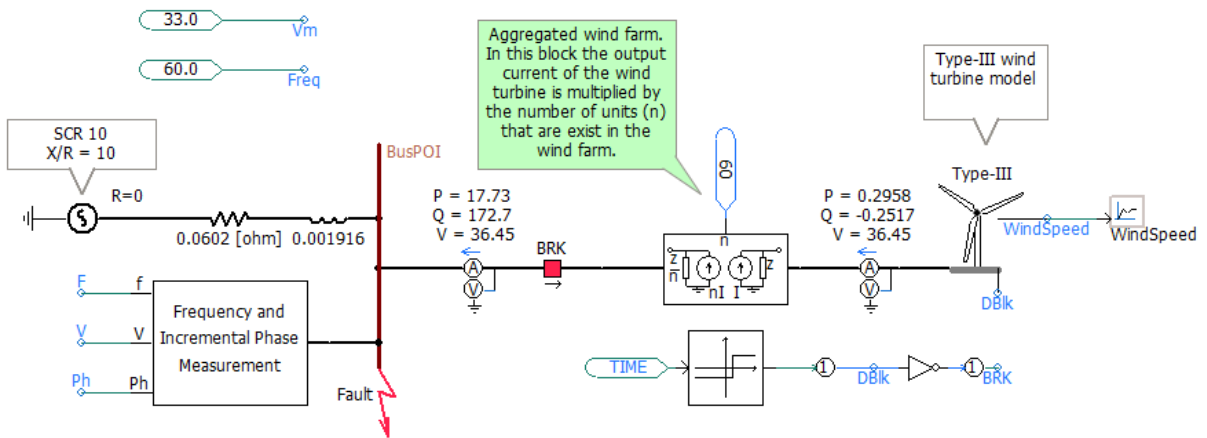 33.0
Vm
60.0
Freq
SCR 10
X/R = 10
R=0
0.0602 [ohm]
0.001916
BusPOI
P = 17.73
Q = 172.7
V = 36.45
A
V
BRK
Aggregated wind farm.
In this block the output
current of the wind
turbine is multiplied by
the number of units (n)
that are exist in the
wind farm.
60
n
z
n
nI
I
z
P = 0.2958
Q = -0.2517
V = 36.45
A
V
Type-III wind
turbine model
Type-III
WindSpeed
WindSpeed
DBlk
F
f
V
V
Ph
Ph
Frequency and
Incremental Phase
Measurement
Fault
TIME
1
DBlk
1
BRK